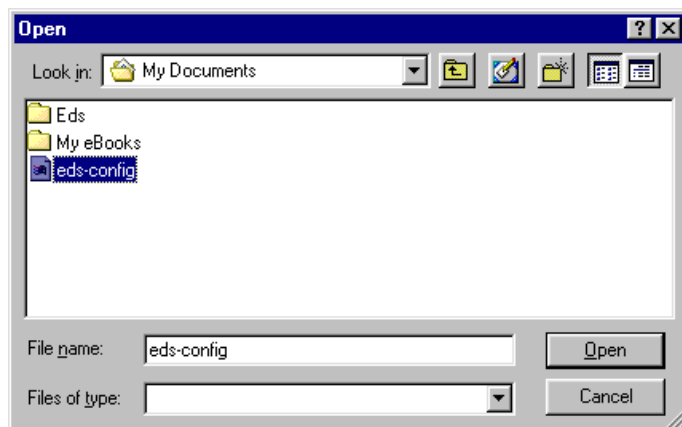 Open
Look in: My Documents
Eds
My eBooks
eds-config
File name: eds-config Open
Files of type: Cancel